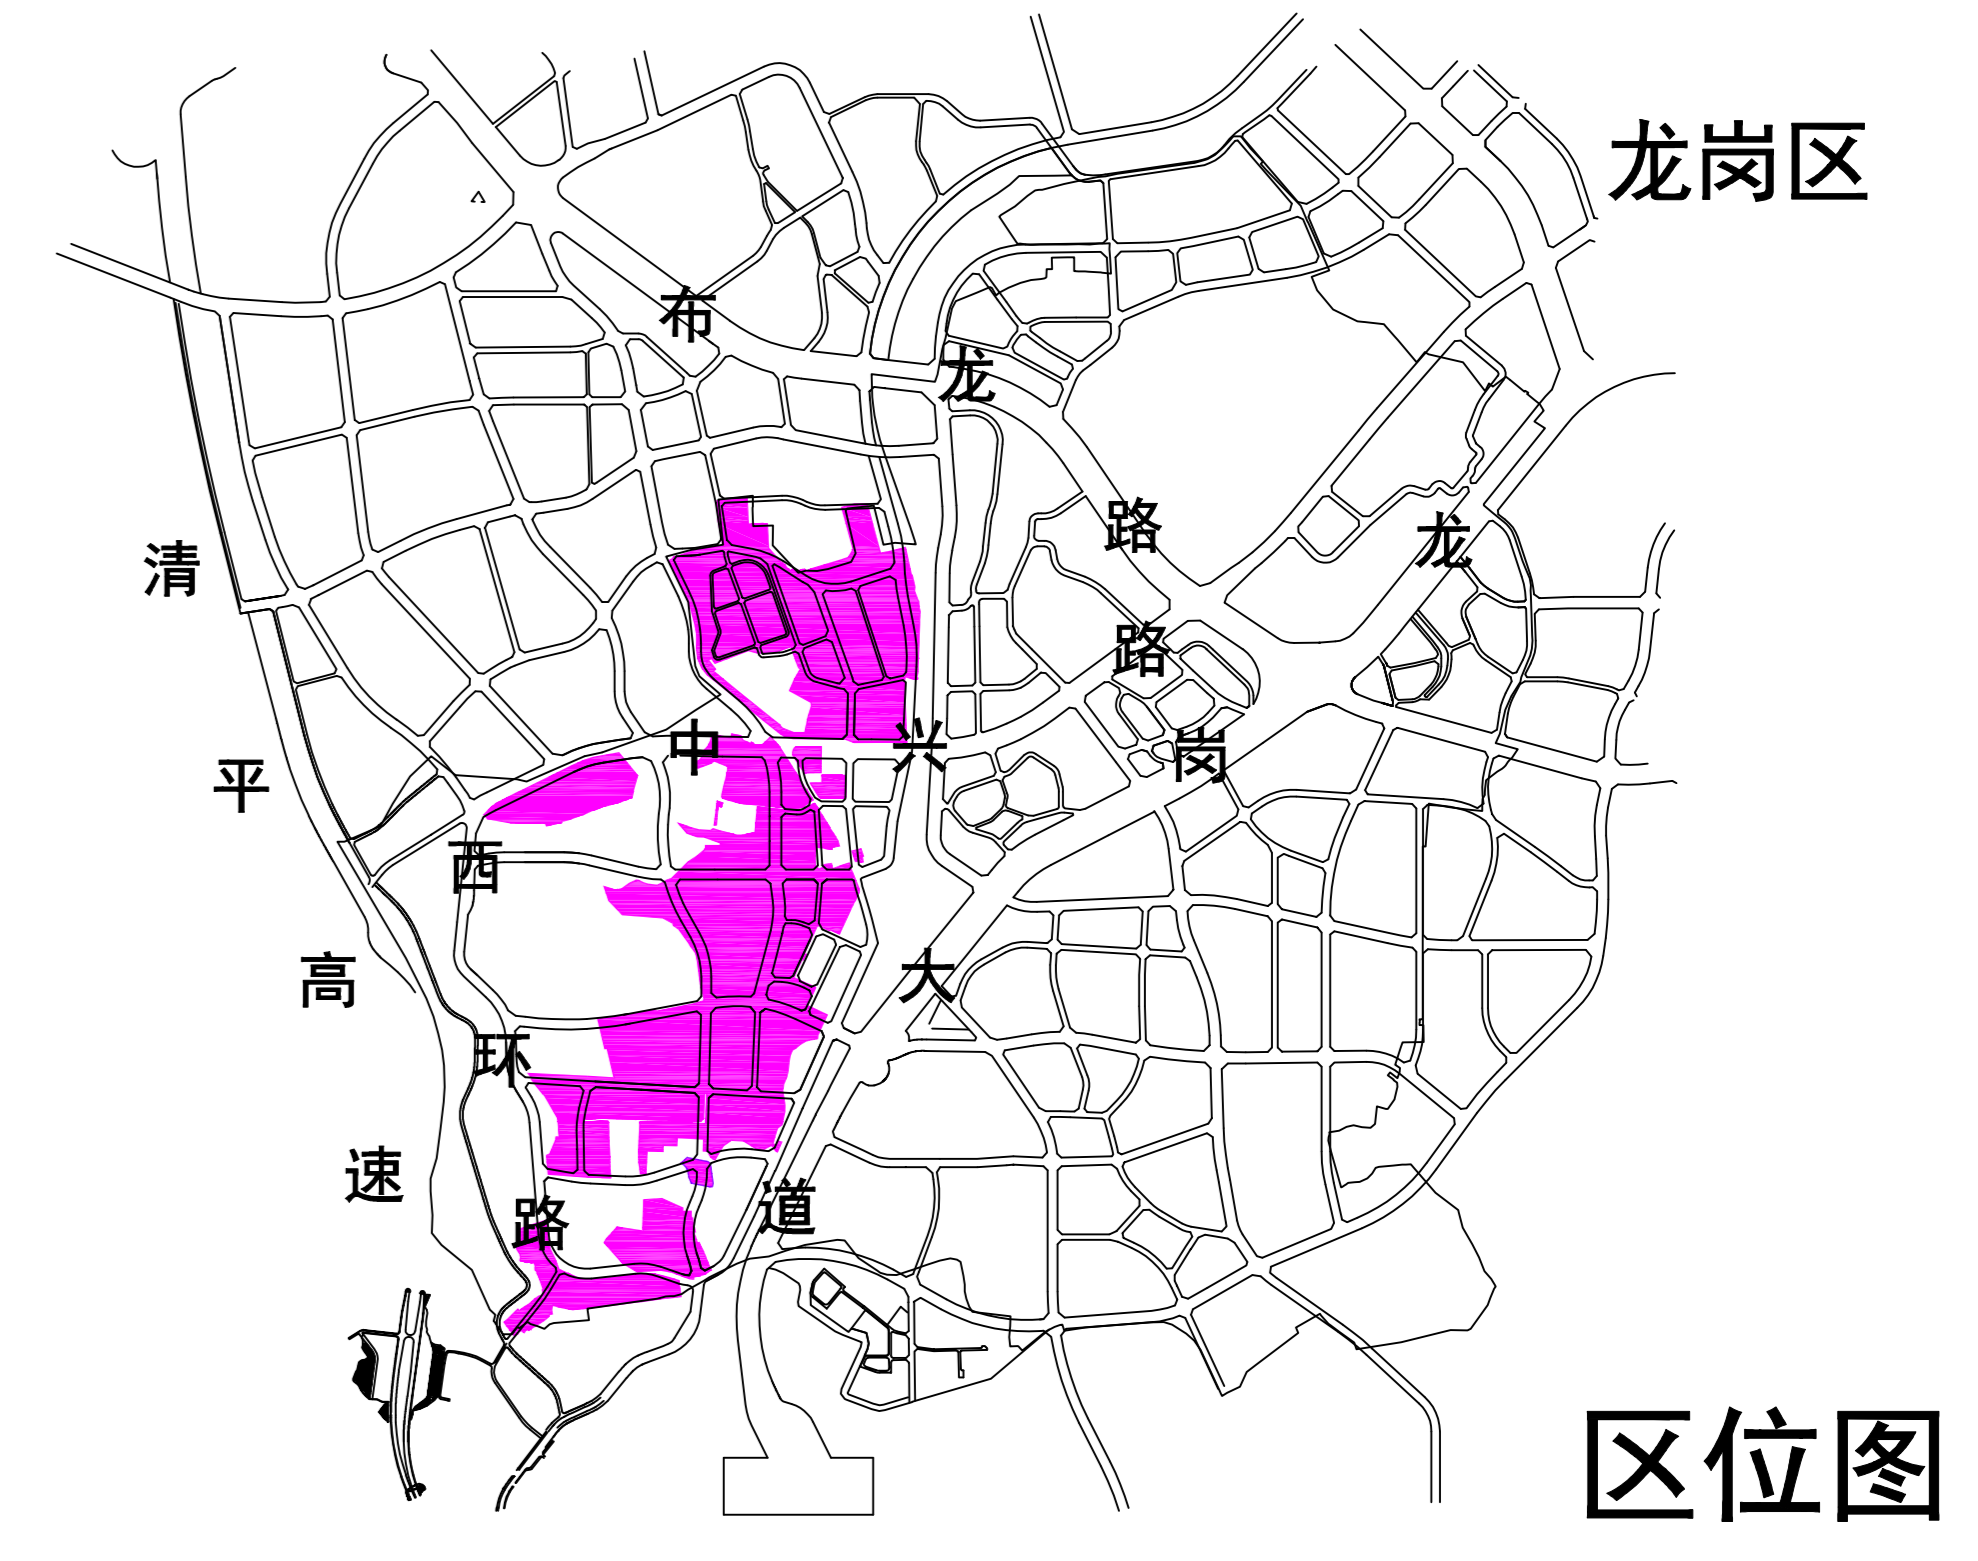 龙岗区
布龙路
龙岗大道
清平高速
中兴路
西环路
区位图